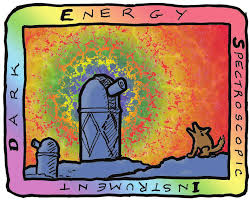 DARK
ENERGY
SPECTROSCOPIC
INSTRUMENT